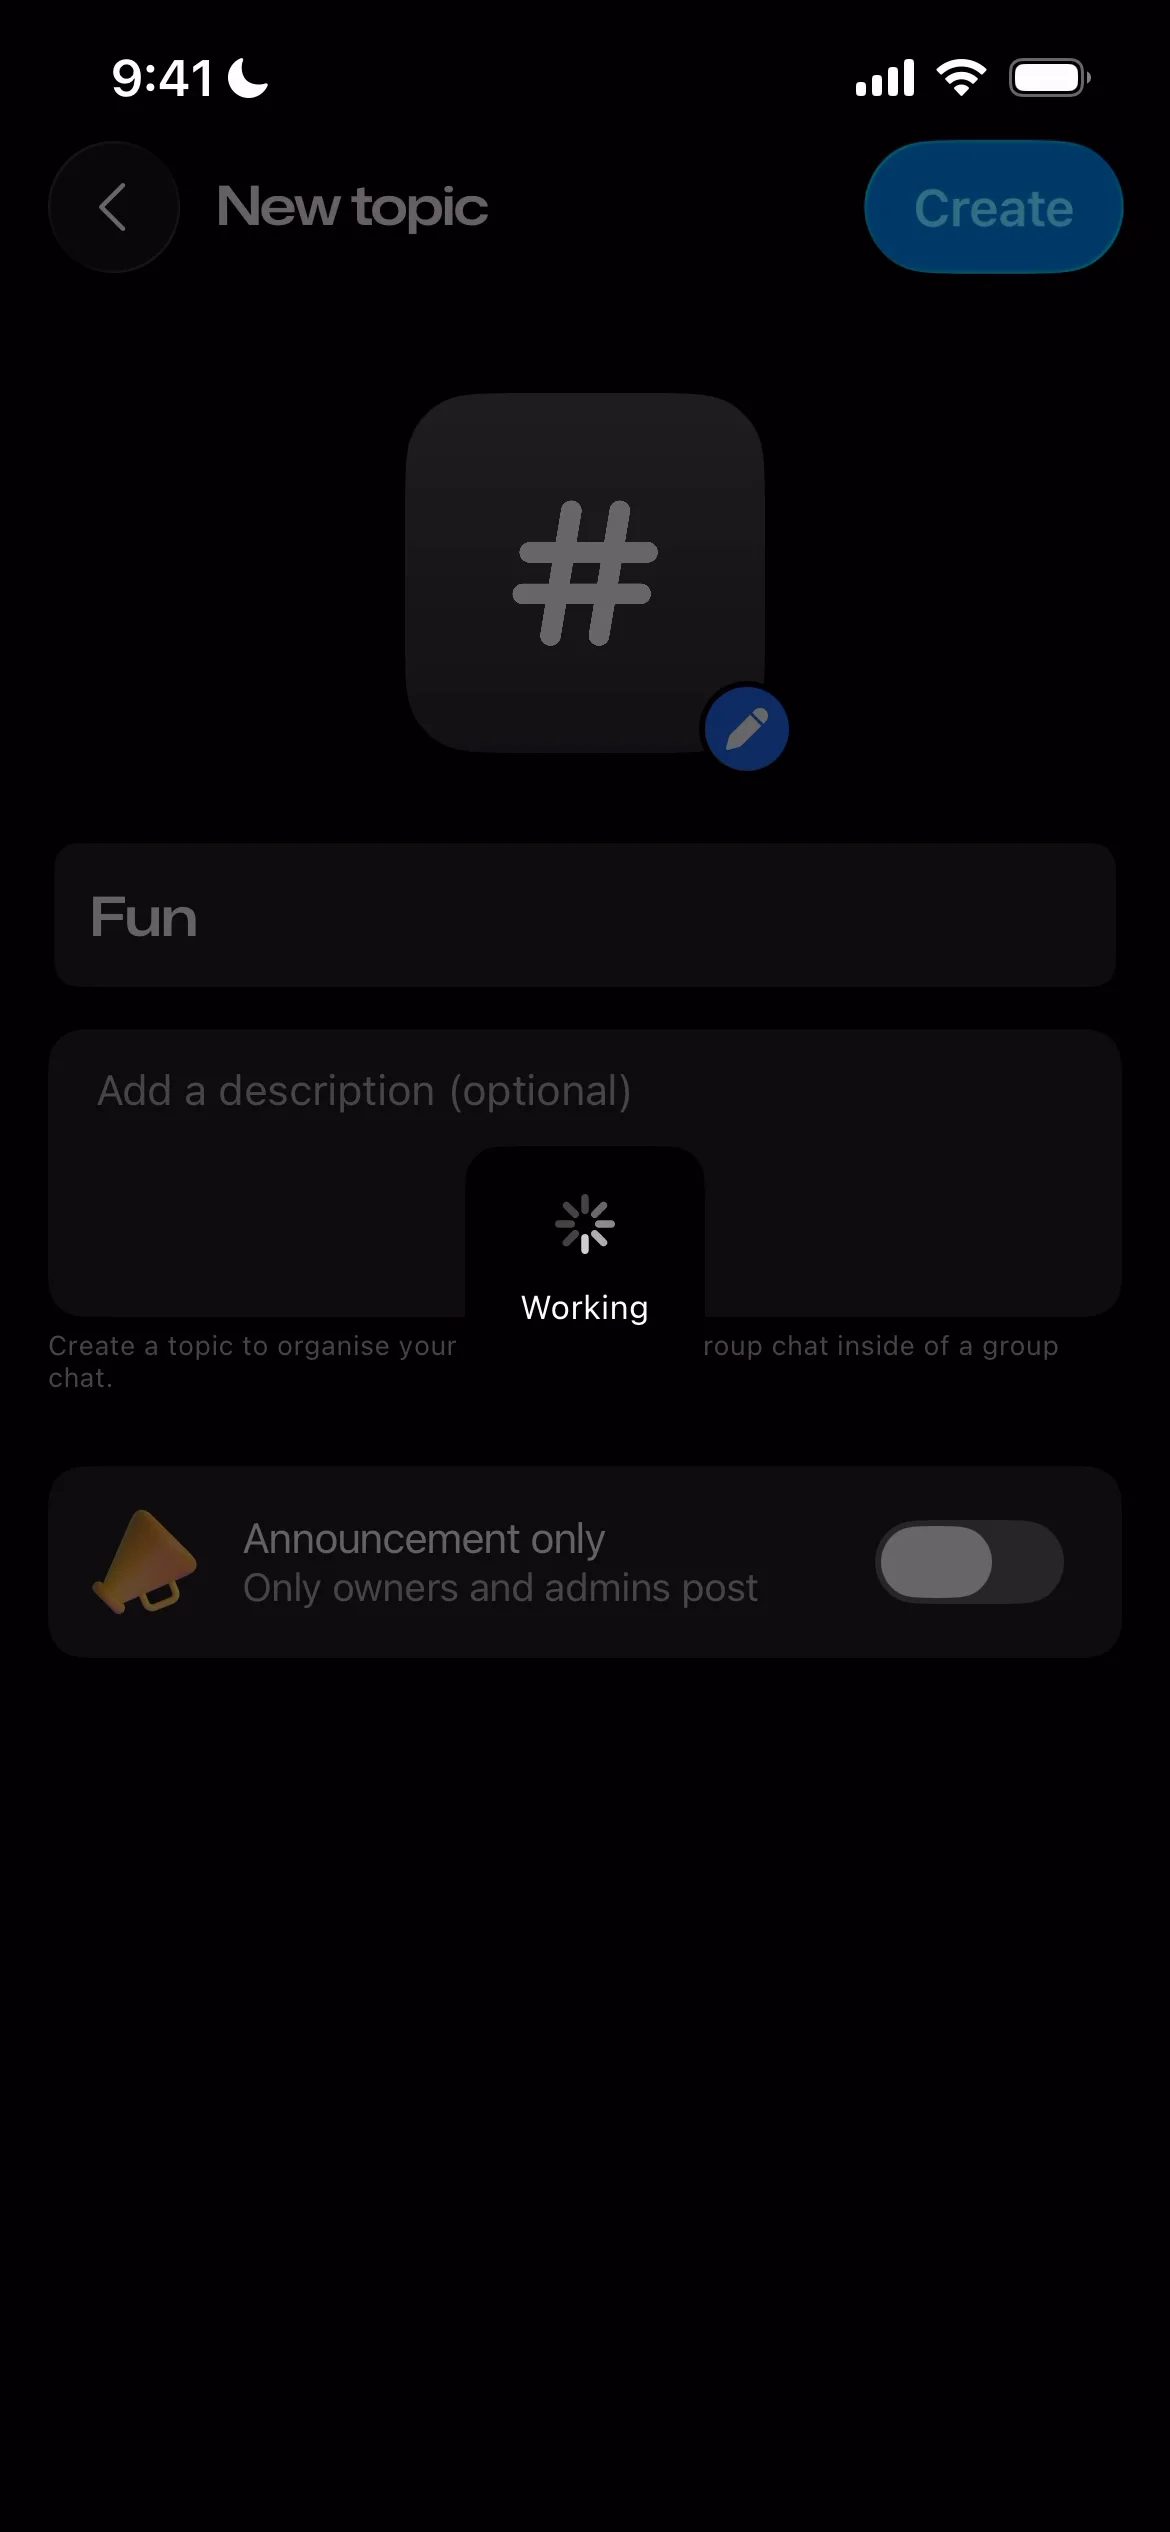 9:41
New topic
Create
#
Fun
Add a description (optional)
Working
Create a topic to organise your roup chat inside of a group
chat.
Announcement only
Only owners and admins post